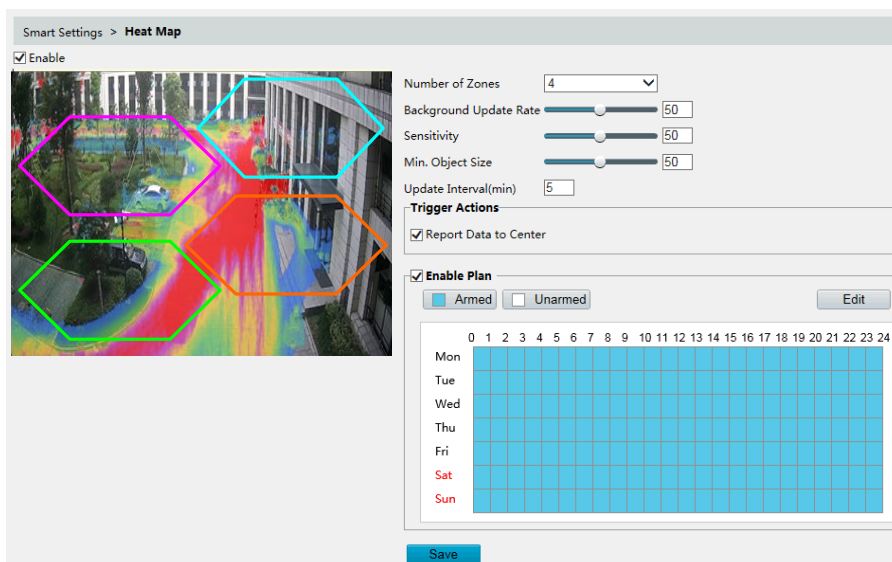 Smart Settings > Heat Map
Enable
Number of Zones 4
Background Update Rate 50
Sensitivity 50
Min. Object Size 50
Update Interval(min) 5
Trigger Actions
Report Data to Center
Enable Plan
Armed Unarmed Edit
0 1 2 3 4 5 6 7 8 9 10 11 12 13 14 15 16 17 18 19 20 21 22 23 24
Mon
Tue
Wed
Thu
Fri
Sat
Sun
Save